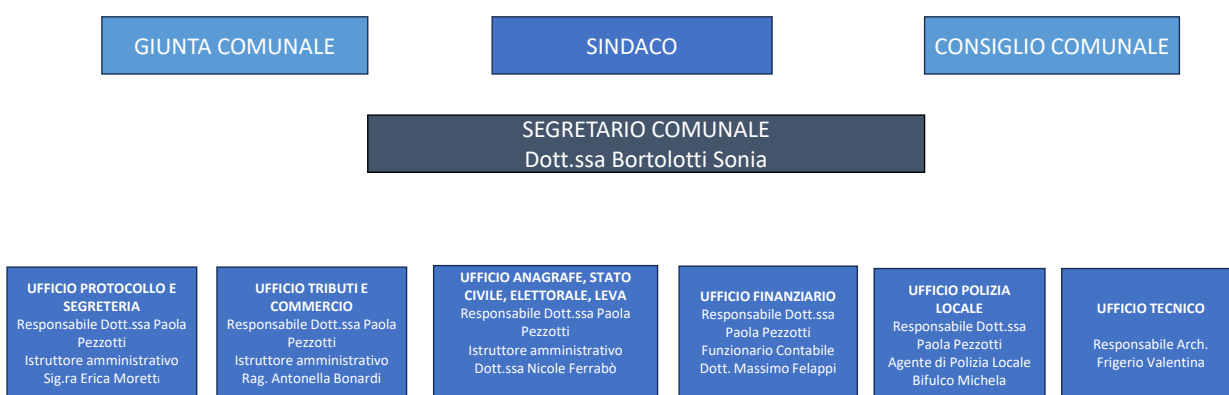 GIUNTA COMUNALE
SINDACO
CONSIGLIO COMUNALE
SEGRETARIO COMUNALE
Dott.ssa Bortolotti Sonia
UFFICIO PROTOCOLLO E
SEGRETERIA
Responsabile Dott.ssa Paola
Pezzotti
Istruttore amministrativo
Sig.ra Erica Moretti
UFFICIO TRIBUTI E
COMMERCIO
Responsabile Dott.ssa Paola
Pezzotti
Istruttore amministrativo
Rag. Antonella Bonardi
UFFICIO ANAGRAFE, STATO
CIVILE, ELETTORALE, LEVA
Responsabile Dott.ssa Paola
Pezzotti
Istruttore amministrativo
Dott.ssa Nicole Ferrabò
UFFICIO FINANZIARIO
Responsabile Dott.ssa
Paola Pezzotti
Funzionario Contabile
Dott. Massimo Felappi
UFFICIO POLIZIA
LOCALE
Responsabile Dott.ssa
Paola Pezzotti
Agente di Polizia Locale
Bifulco Michela
UFFICIO TECNICO
Responsabile Arch.
Frigerio Valentina